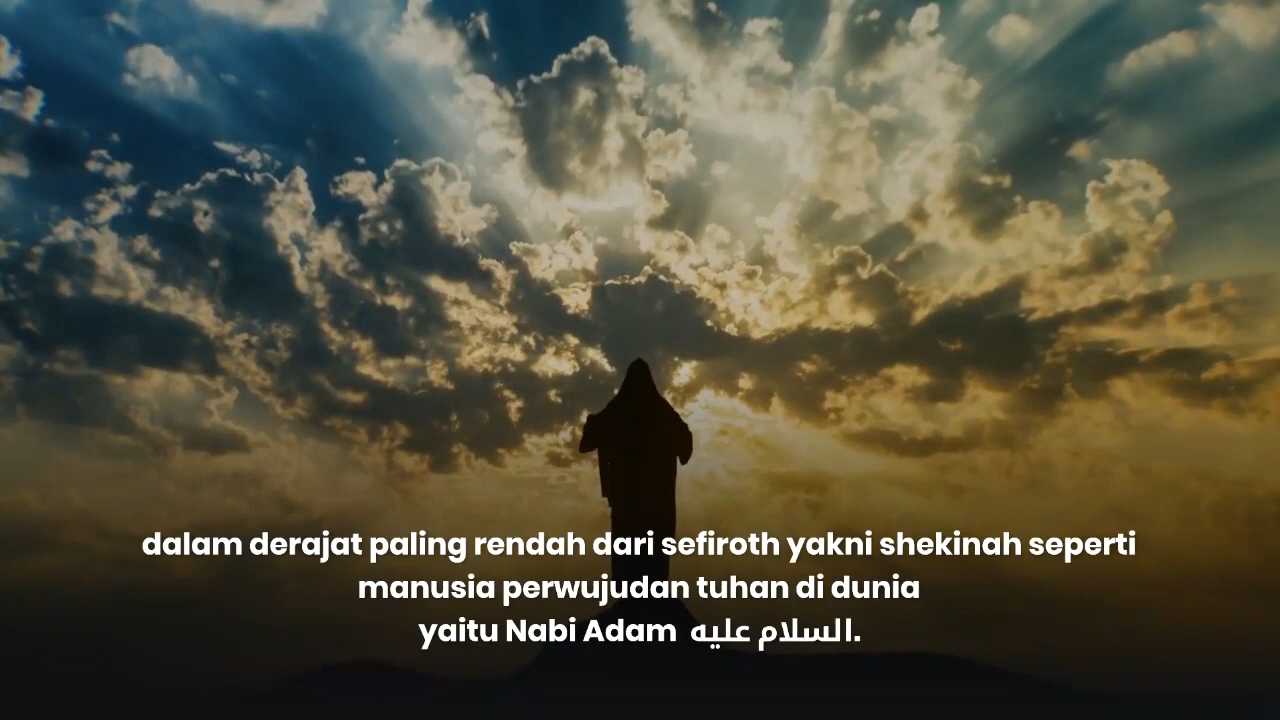 dalam derajat paling rendah dari sefiroth yakni shekinah seperti
manusia perwujudan tuhan di dunia
yaitu Nabi Adam السلام عليه.